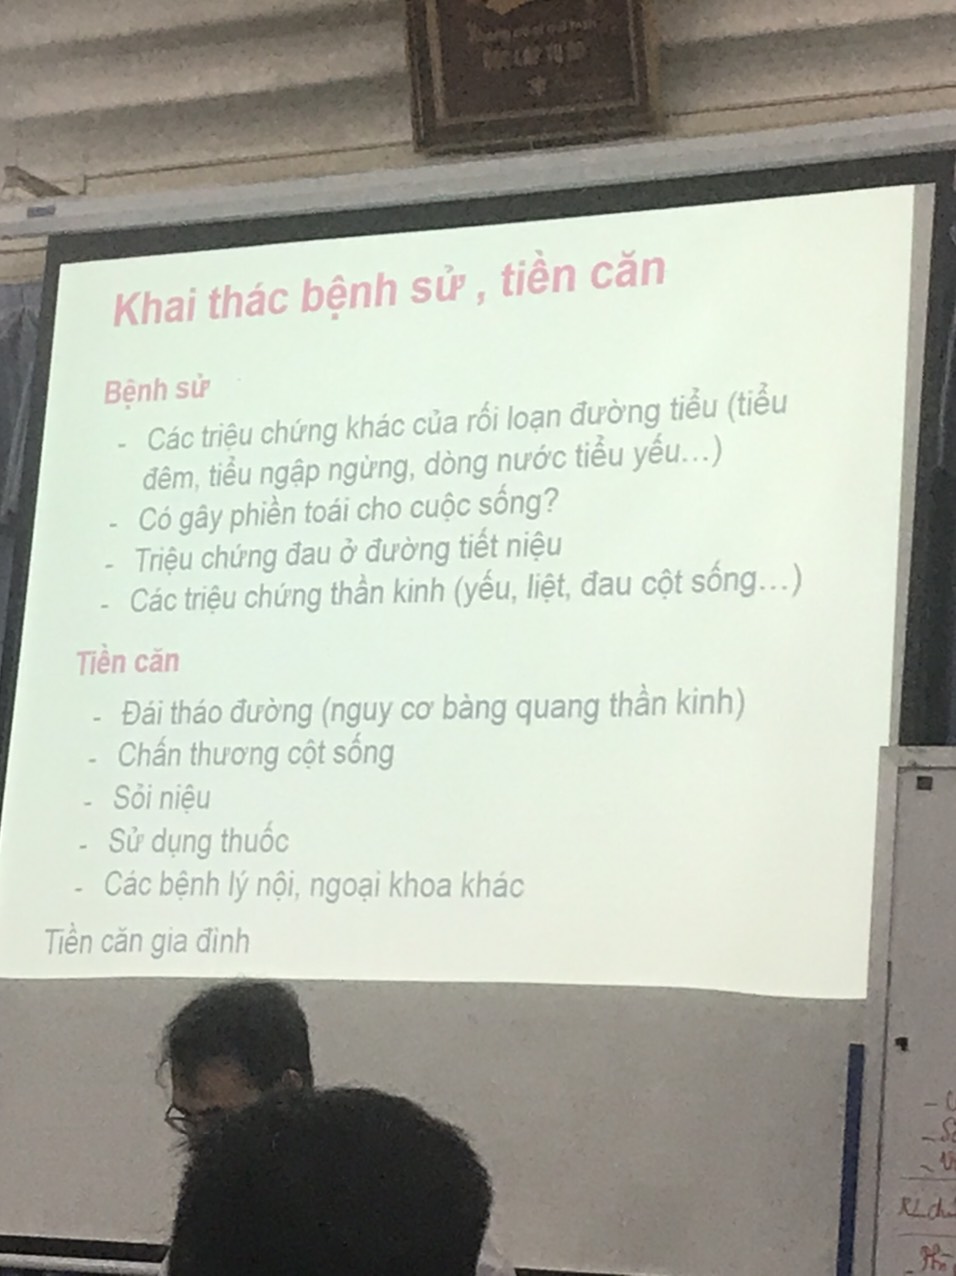 Khai thác bệnh sử , tiền căn
Bệnh sử
- Các triệu chứng khác của rối loạn đường tiểu (tiểu
đêm, tiểu ngập ngừng, dòng nước tiểu yếu...)
- Có gây phiền toái cho cuộc sống?
- Triệu chứng đau ở đường tiết niệu
- Các triệu chứng thần kinh (yếu, liệt, đau cột sống...)
Tiền căn
- Đái tháo đường (nguy cơ bàng quang thần kinh)
- Chấn thương cột sống
- Sỏi niệu
- Sử dụng thuốc
- Các bệnh lý nội, ngoại khoa khác
Tiền căn gia đình